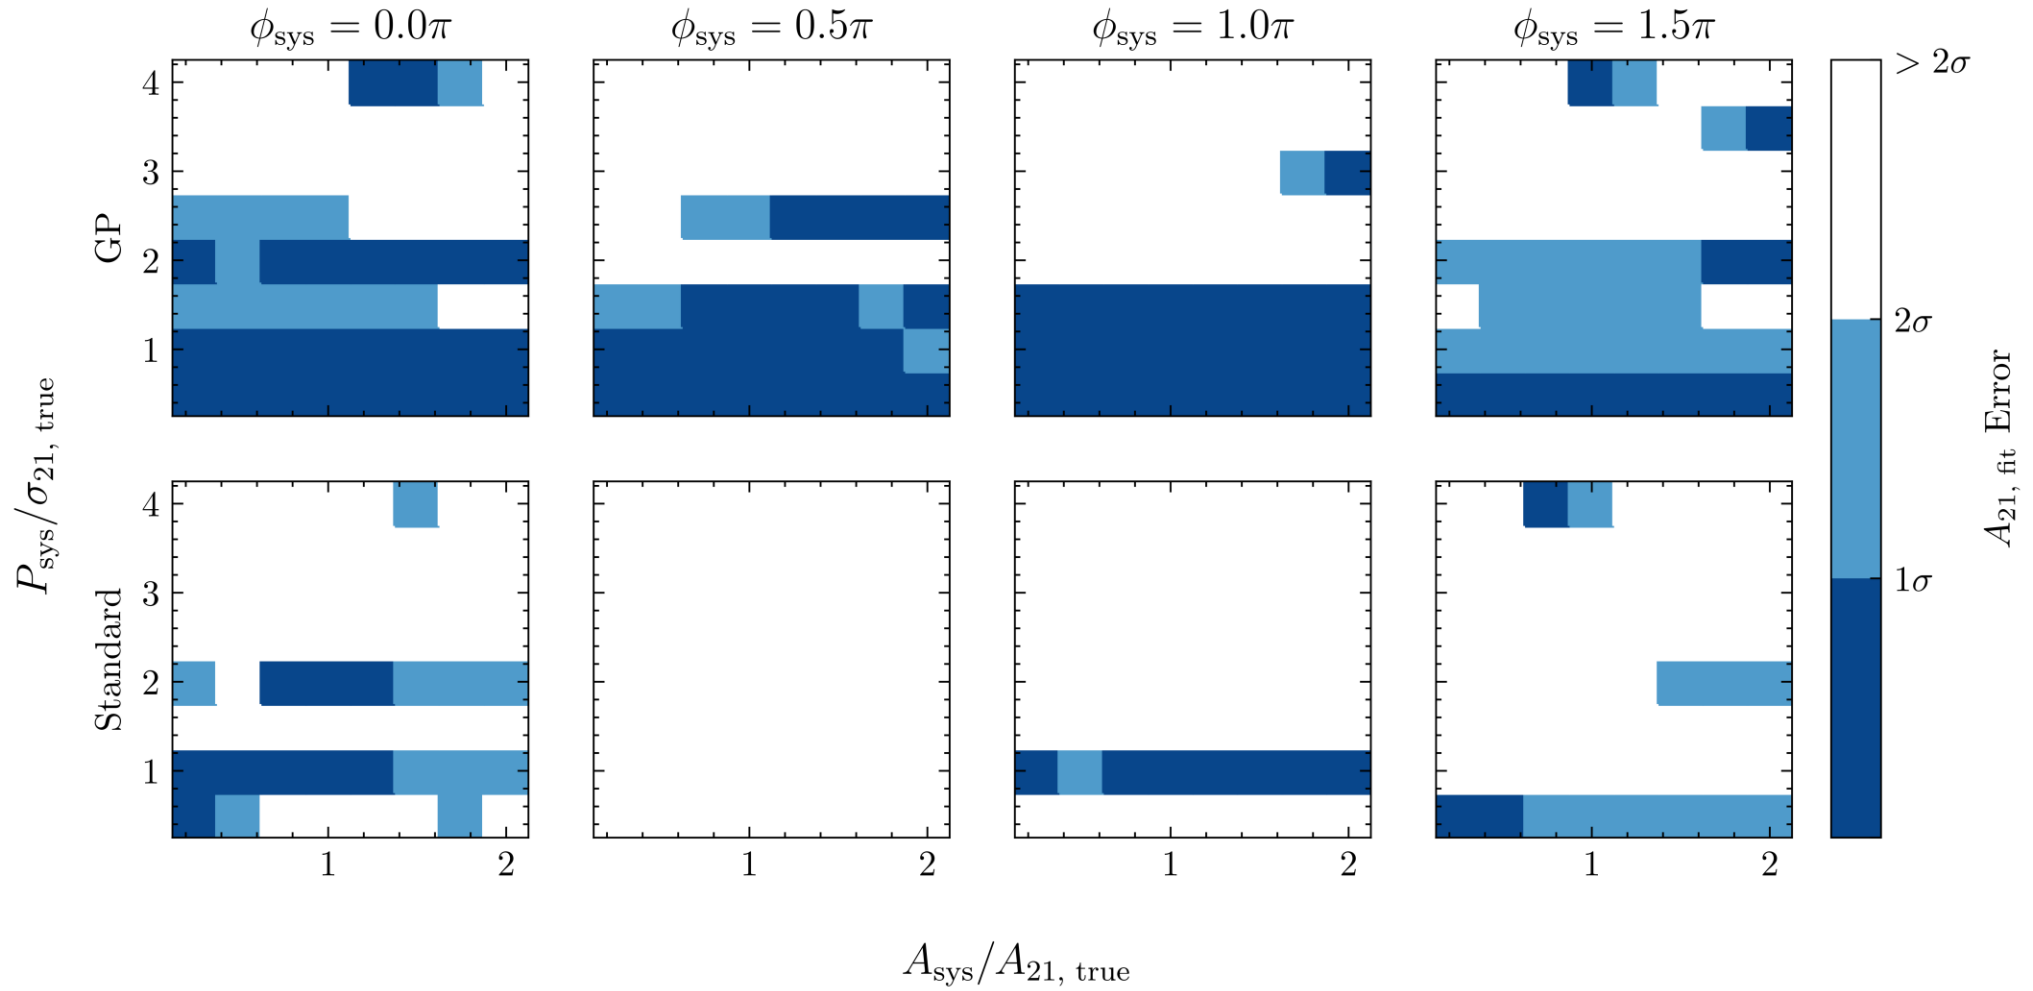 ϕsys = 0.0π ϕsys = 0.5π ϕsys = 1.0π ϕsys = 1.5π
> 2σ
4
3
2
1
GP
2σ
1σ
A21, fit Error
Psys/σ21, true
4
3
2
1
Standard
1 2 1 2 1 2 1 2
Asys/A21, true